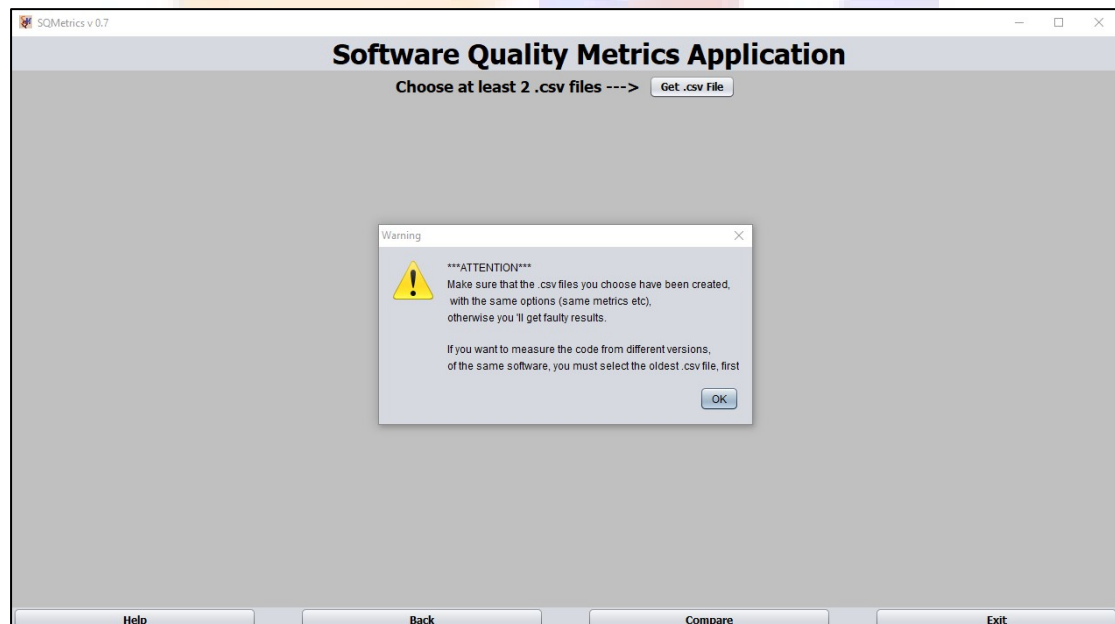 SQMetrics v 0.7
Software Quality Metrics Application
Choose at least 2 .csv files ---> Get .csv File
Warning
***ATTENTION***
Make sure that the .csv files you choose have been created,
with the same options (same metrics etc),
otherwise you 'll get faulty results.
If you want to measure the code from different versions,
of the same software, you must select the oldest .csv file, first
OK
Help Back Compare Exit